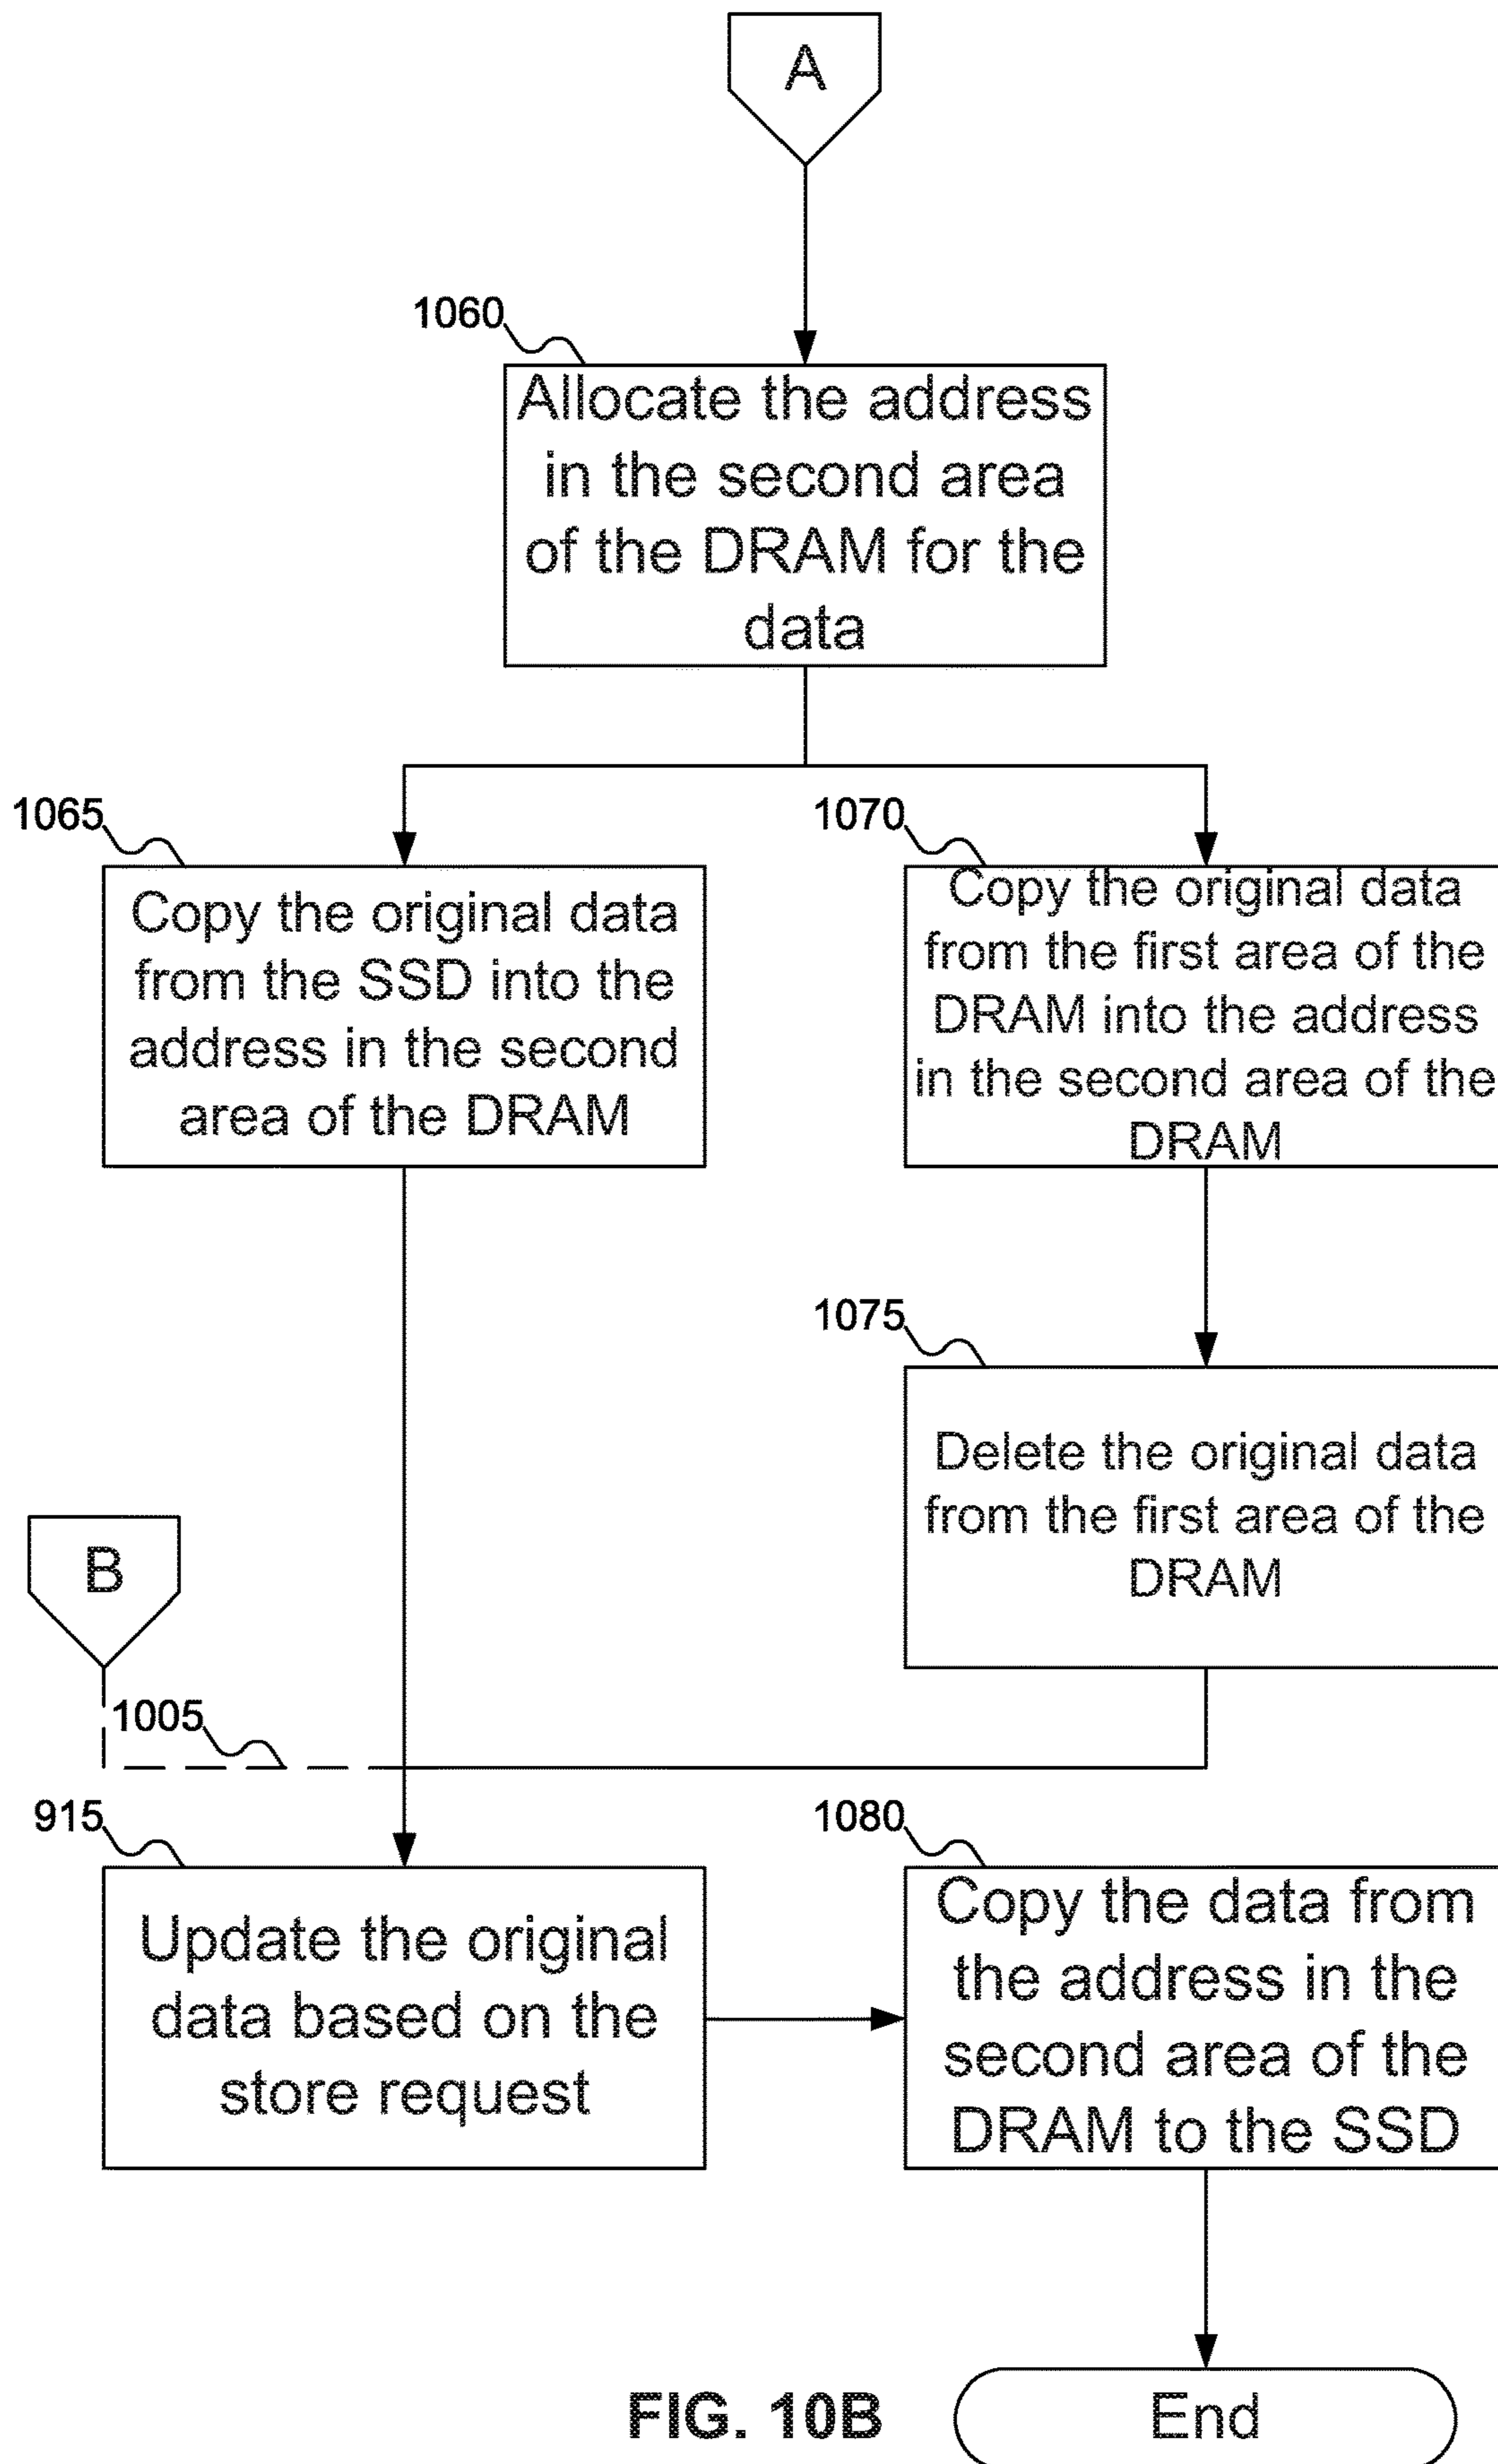 A
1060
Allocate the address
in the second area
of the DRAM for the
data
1065
Copy the original data
from the SSD into the
address in the second
area of the DRAM
1070
Copy the original data
from the first area of the
DRAM into the address
in the second area of the
DRAM
1075
Delete the original data
from the first area of the
DRAM
B
1005
915
Update the original
data based on the
store request
1080
Copy the data from
the address in the
second area of the
DRAM to the SSD
FIG. 10B
End